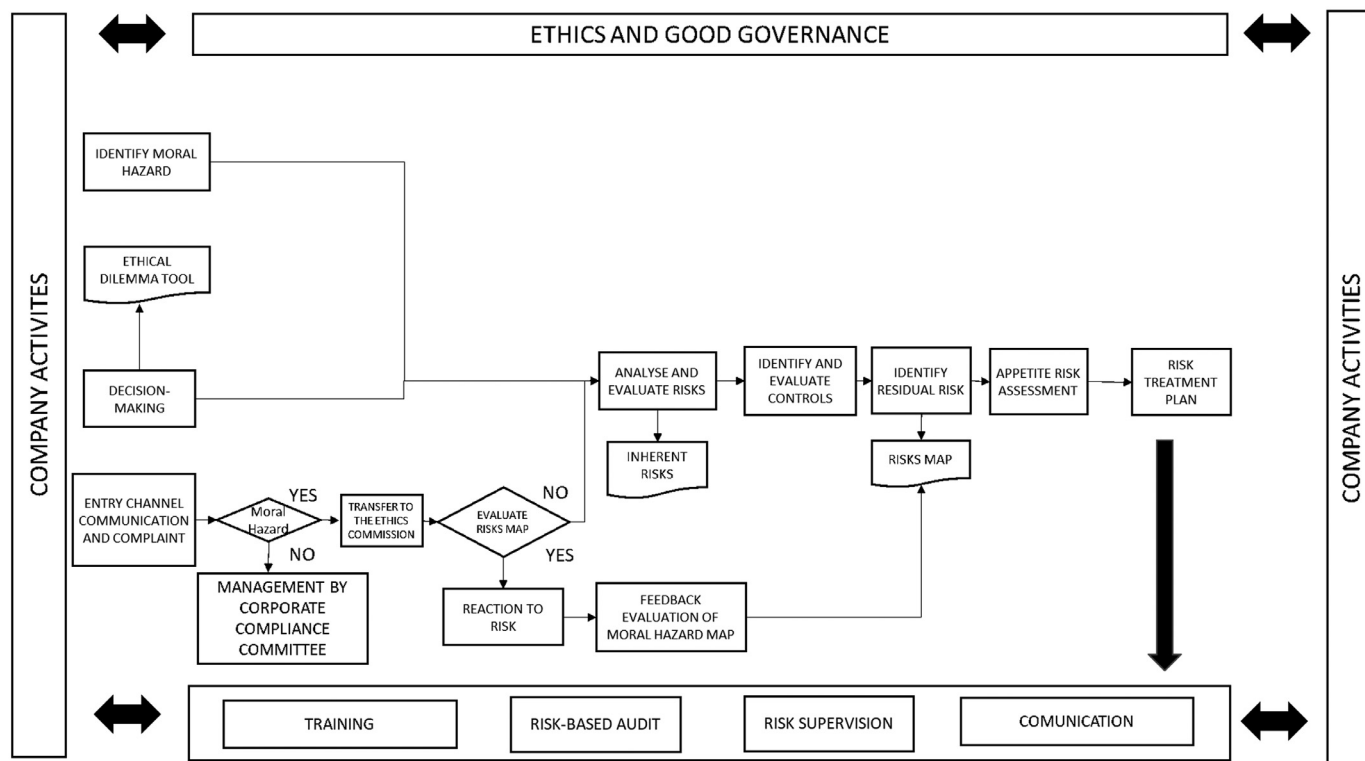 COMPANY ACTIVITES
ETHICS AND GOOD GOVERNANCE
COMPANY ACTIVITIES
IDENTIFY MORAL
HAZARD
ETHICAL
DILEMMA TOOL
DECISION-
MAKING
ANALYSE AND
EVALUATE RISKS
IDENTIFY AND
EVALUATE
CONTROLS
IDENTIFY
RESIDUAL RISK
APPETITE RISK
ASSESSMENT
RISK
TREATMENT
PLAN
INHERENT
RISKS
RISKS MAP
ENTRY CHANNEL
COMMUNICATION
AND COMPLAINT
Moral
Hazard
YES
NO
TRANSFER TO
THE ETHICS
COMMISSION
EVALUATE
RISKS MAP
NO
YES
MANAGEMENT BY
CORPORATE
COMPLIANCE
COMMITTEE
REACTION TO
RISK
FEEDBACK
EVALUATION OF
MORAL HAZARD MAP
TRAINING
RISK-BASED AUDIT
RISK SUPERVISION
COMUNICATION